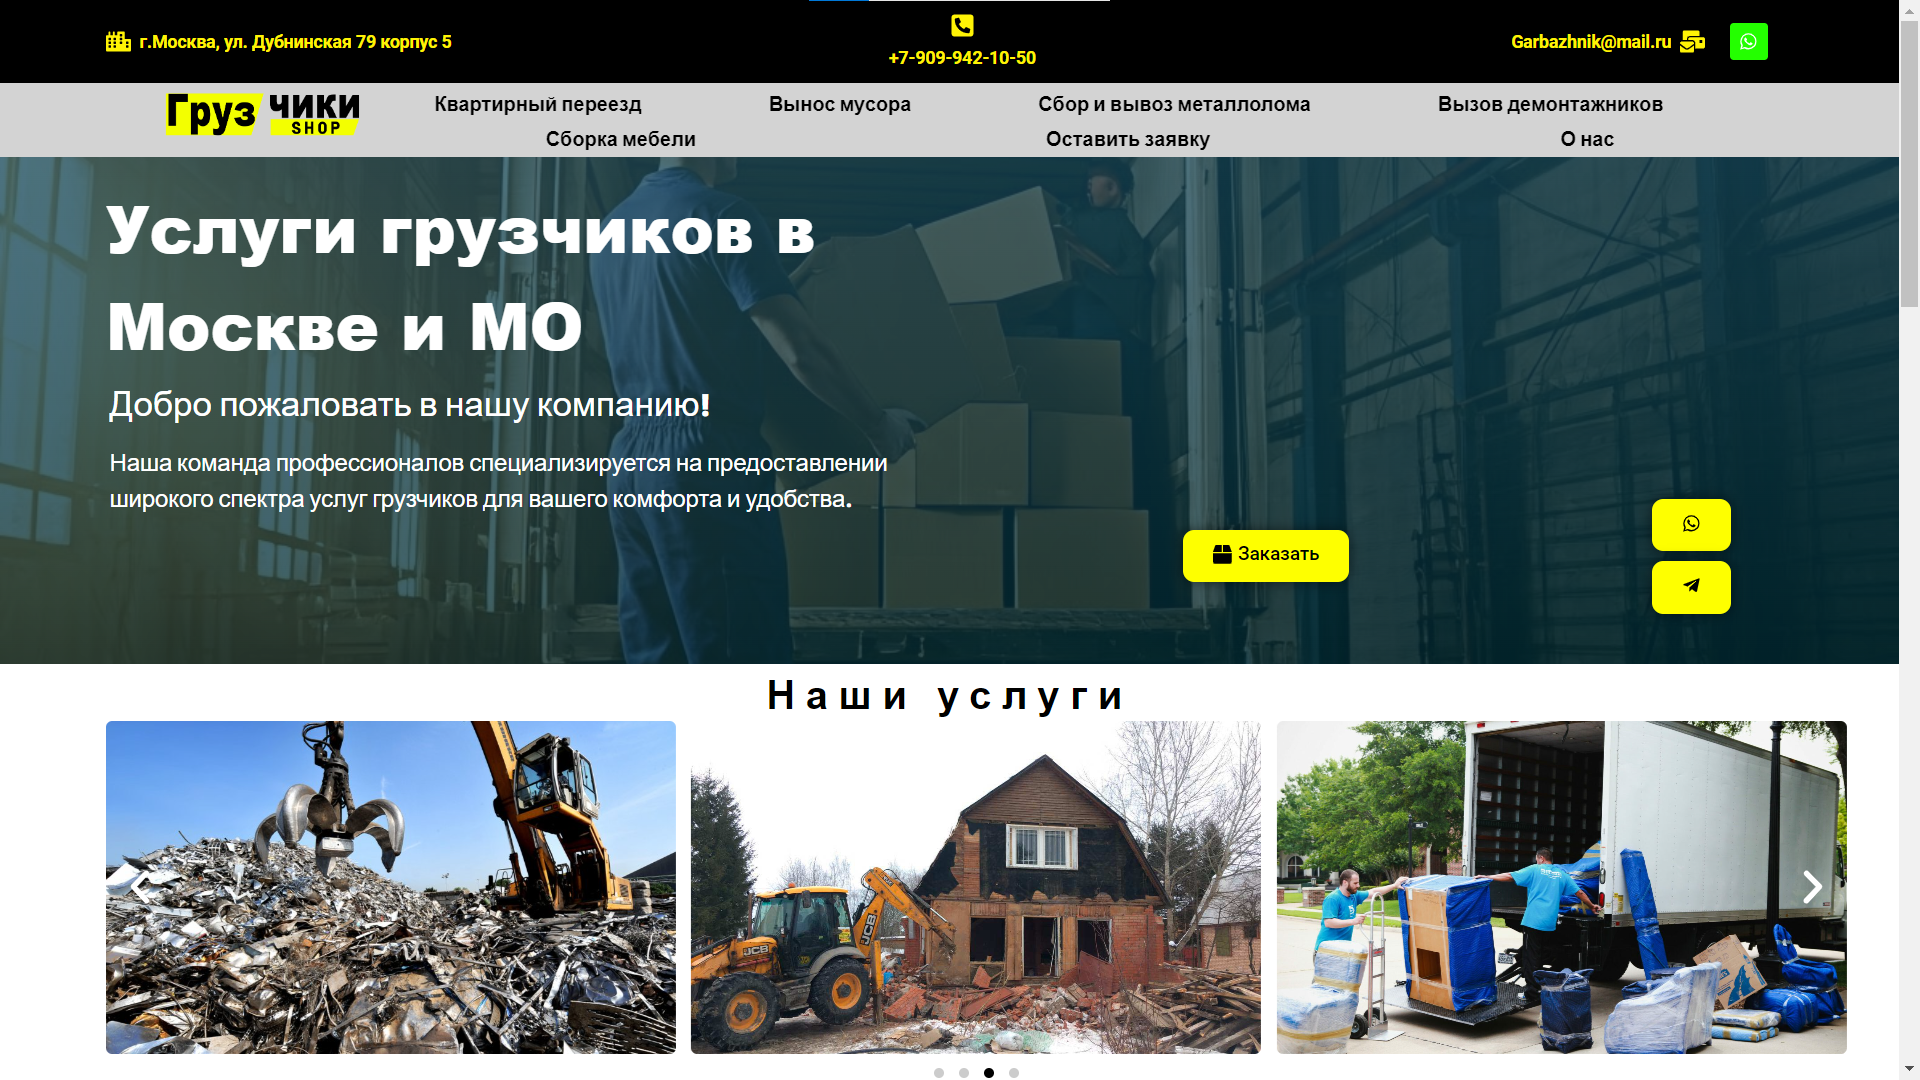 г.Москва, ул. Дубнинская 79 корпус 5
+7-909-942-10-50
Garbazhnik@mail.ru
Груз чики
SHOP
Квартирный переезд
Вынос мусора
Сбор и вывоз металлолома
Вызов демонтажников
Сборка мебели
Оставить заявку
О нас
Услуги грузчиков в
Москве и МО
Добро пожаловать в нашу компанию!
Наша команда профессионалов специализируется на предоставлении
широкого спектра услуг грузчиков для вашего комфорта и удобства.
Заказать
Наши услуги
JCB
JCB